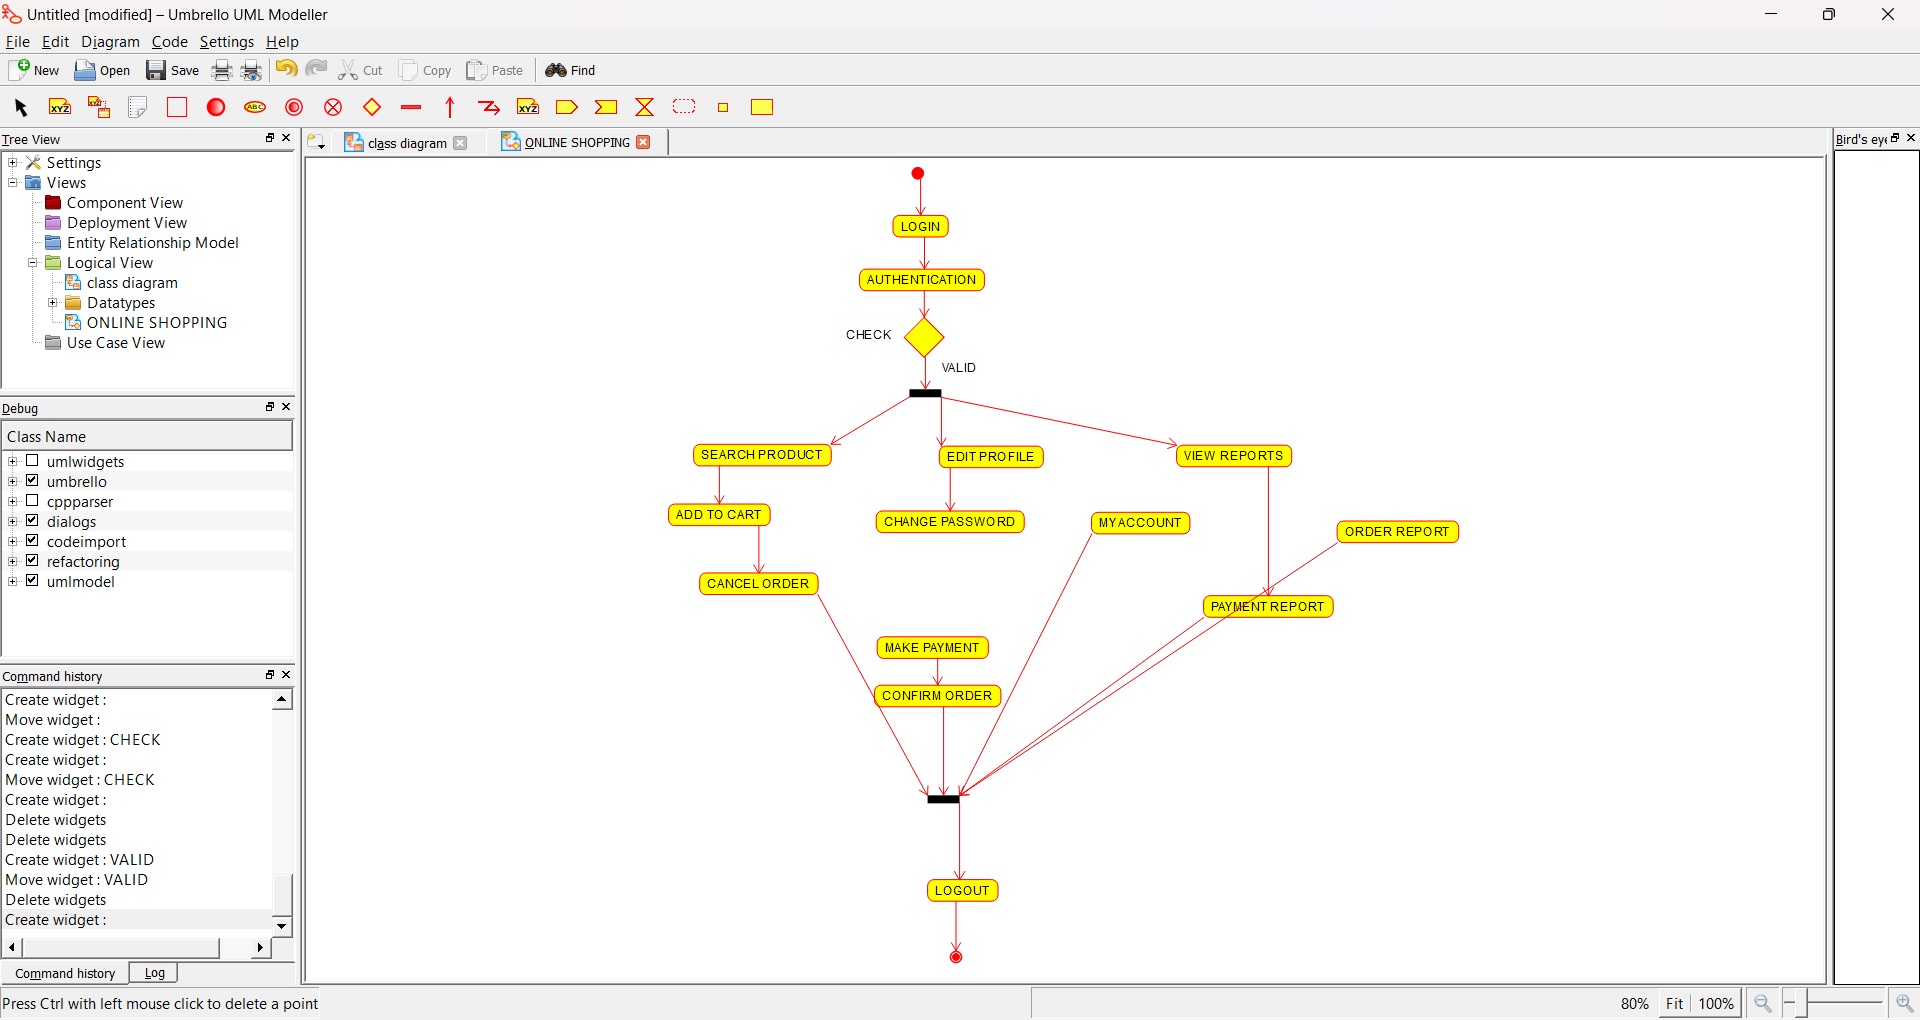 Untitled [modified] – Umbrello UML Modeller
File Edit Diagram Code Settings Help
New Open Save Cut Copy Paste Find
XYZ XYZ ABC XYZ
Tree View
class diagram
ONLINE SHOPPING
Bird's eye
Settings
Views
Component View
Deployment View
Entity Relationship Model
Logical View
class diagram
Datatypes
ONLINE SHOPPING
Use Case View
Debug
Class Name
umlwidgets
umbrello
cppparser
dialogs
codeimport
refactoring
umlmodel
Command history
Create widget :
Move widget :
Create widget : CHECK
Create widget :
Move widget : CHECK
Create widget :
Delete widgets
Delete widgets
Create widget : VALID
Move widget : VALID
Delete widgets
Create widget :
Command history Log
LOGIN
AUTHENTICATION
CHECK
VALID
SEARCH PRODUCT
EDIT PROFILE
VIEW REPORTS
ADD TO CART
CHANGE PASSWORD
MY ACCOUNT
ORDER REPORT
CANCEL ORDER
PAYMENT REPORT
MAKE PAYMENT
CONFIRM ORDER
LOGOUT
Press Ctrl with left mouse click to delete a point
80% Fit 100%